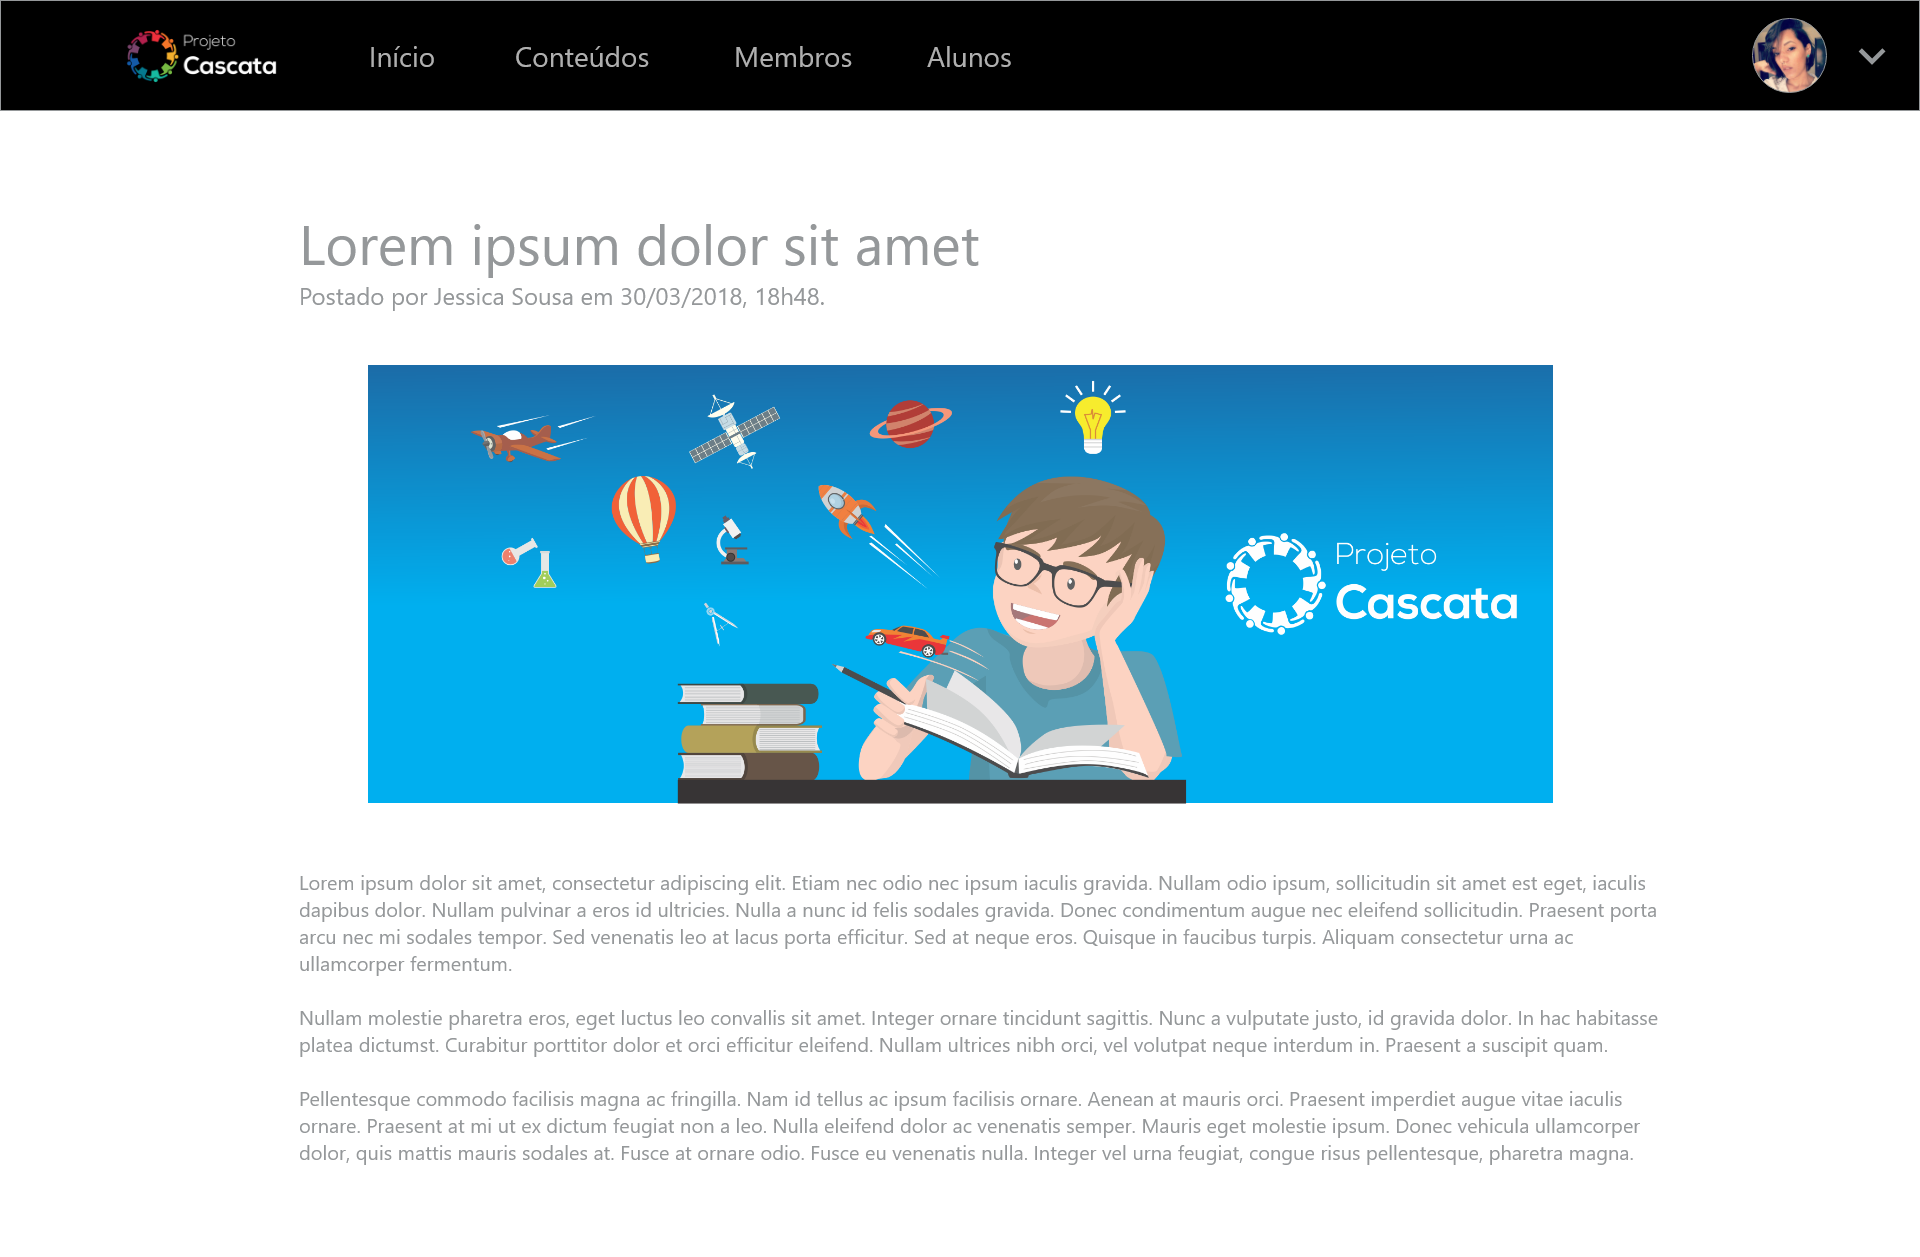 Projeto
Cascata
Início Conteúdos Membros Alunos
Lorem ipsum dolor sit amet
Postado por Jessica Sousa em 30/03/2018, 18h48.
Projeto
Cascata
Lorem ipsum dolor sit amet, consectetur adipiscing elit. Etiam nec odio nec ipsum iaculis gravida. Nullam odio ipsum, sollicitudin sit amet est eget, iaculis
dapibus dolor. Nullam pulvinar a eros id ultricies. Nulla a nunc id felis sodales gravida. Donec condimentum augue nec eleifend sollicitudin. Praesent porta
arcu nec mi sodales tempor. Sed venenatis leo at lacus porta efficitur. Sed at neque eros. Quisque in faucibus turpis. Aliquam consectetur urna ac
ullamcorper fermentum.
Nullam molestie pharetra eros, eget luctus leo convallis sit amet. Integer ornare tincidunt sagittis. Nunc a vulputate justo, id gravida dolor. In hac habitasse
platea dictumst. Curabitur porttitor dolor et orci efficitur eleifend. Nullam ultrices nibh orci, vel volutpat neque interdum in. Praesent a suscipit quam.
Pellentesque commodo facilisis magna ac fringilla. Nam id tellus ac ipsum facilisis ornare. Aenean at mauris orci. Praesent imperdiet augue vitae iaculis
ornare. Praesent at mi ut ex dictum feugiat non a leo. Nulla eleifend dolor ac venenatis semper. Mauris eget molestie ipsum. Donec vehicula ullamcorper
dolor, quis mattis mauris sodales at. Fusce at ornare odio. Fusce eu venenatis nulla. Integer vel urna feugiat, congue risus pellentesque, pharetra magna.